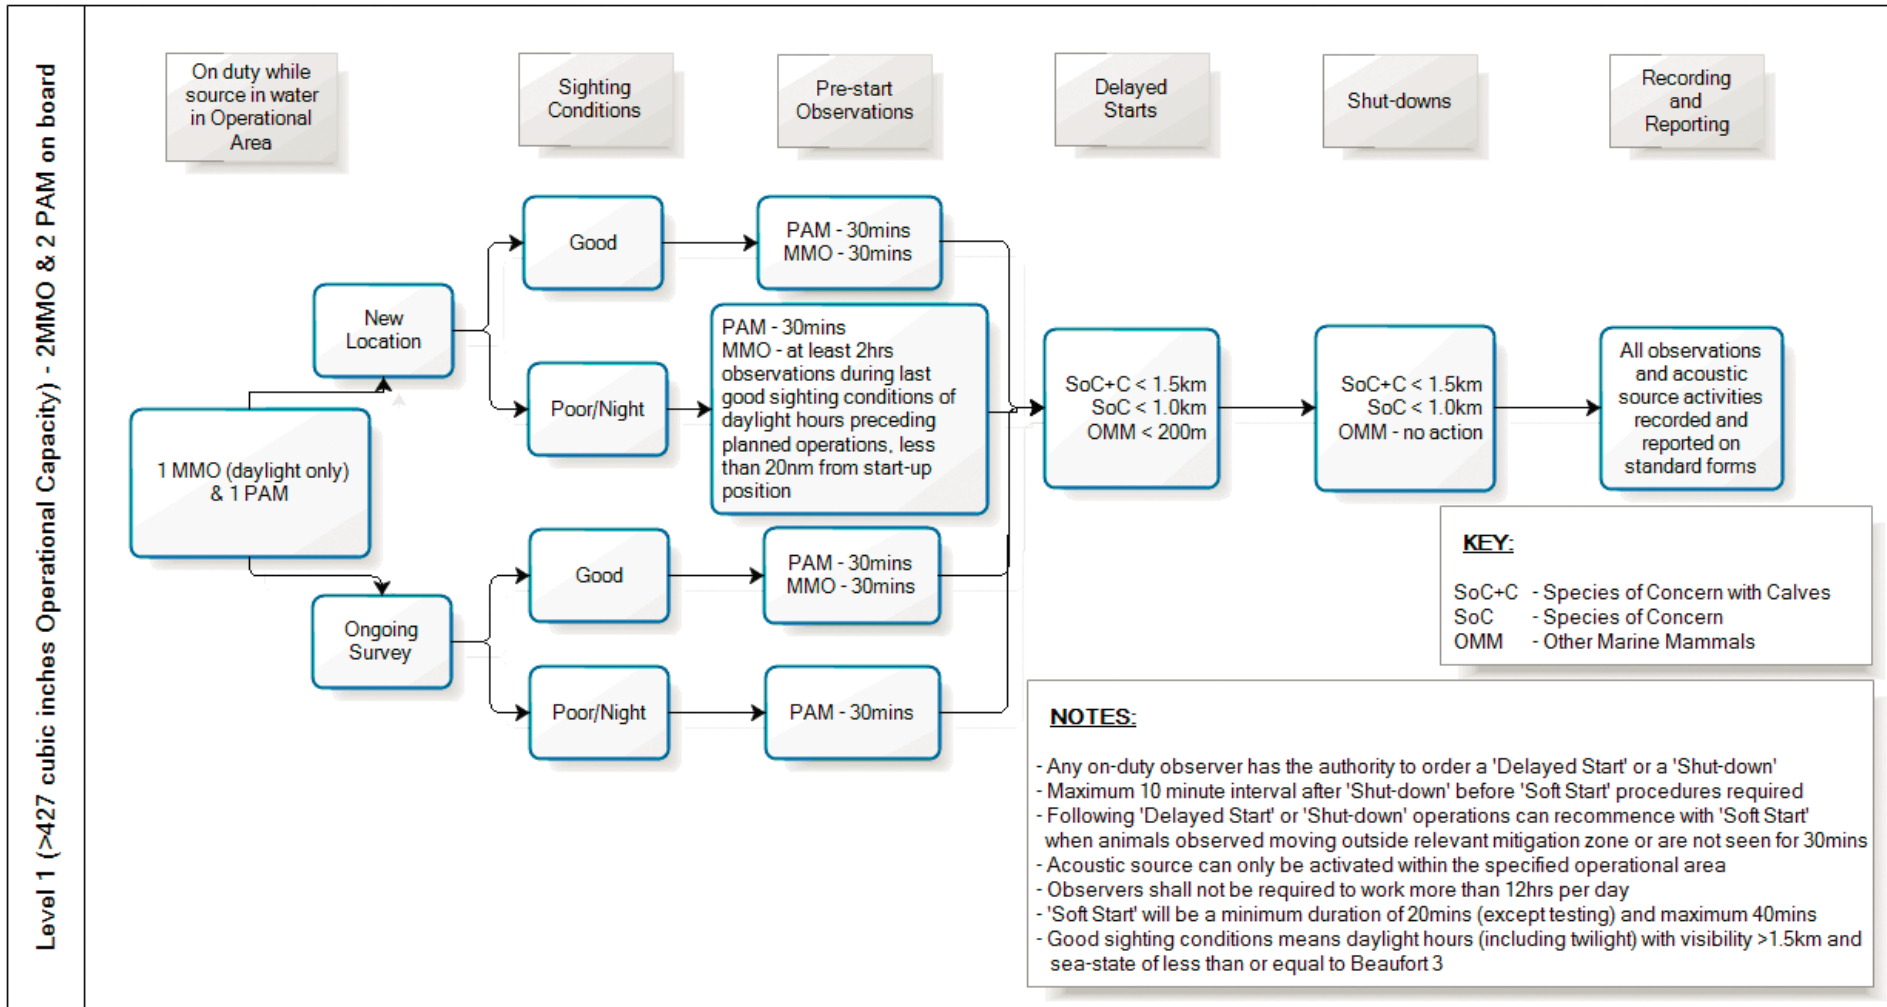 Level 1 (>427 cubic inches Operational Capacity) - 2MMO & 2 PAM on board
On duty while
source in water
in Operational
Area
Sighting
Conditions
Pre-start
Observations
Delayed
Starts
Shut-downs
Recording
and
Reporting
Good
PAM - 30mins
MMO - 30mins
New
Location
Poor/Night
PAM - 30mins
MMO - at least 2hrs
observations during last
good sighting conditions of
daylight hours preceding
planned operations, less
than 20nm from start-up
position
1 MMO (daylight only)
& 1 PAM
SoC+C < 1.5km
SoC < 1.0km
OMM < 200m
SoC+C < 1.5km
SoC < 1.0km
OMM - no action
All observations
and acoustic
source activities
recorded and
reported on
standard forms
Good
PAM - 30mins
MMO - 30mins
Ongoing
Survey
Poor/Night
PAM - 30mins
KEY:
SoC+C - Species of Concern with Calves
SoC - Species of Concern
OMM - Other Marine Mammals
NOTES:
- Any on-duty observer has the authority to order a 'Delayed Start' or a 'Shut-down'
- Maximum 10 minute interval after 'Shut-down' before 'Soft Start' procedures required
- Following 'Delayed Start' or 'Shut-down' operations can recommence with 'Soft Start'
when animals observed moving outside relevant mitigation zone or are not seen for 30mins
- Acoustic source can only be activated within the specified operational area
- Observers shall not be required to work more than 12hrs per day
- 'Soft Start' will be a minimum duration of 20mins (except testing) and maximum 40mins
- Good sighting conditions means daylight hours (including twilight) with visibility >1.5km and
sea-state of less than or equal to Beaufort 3